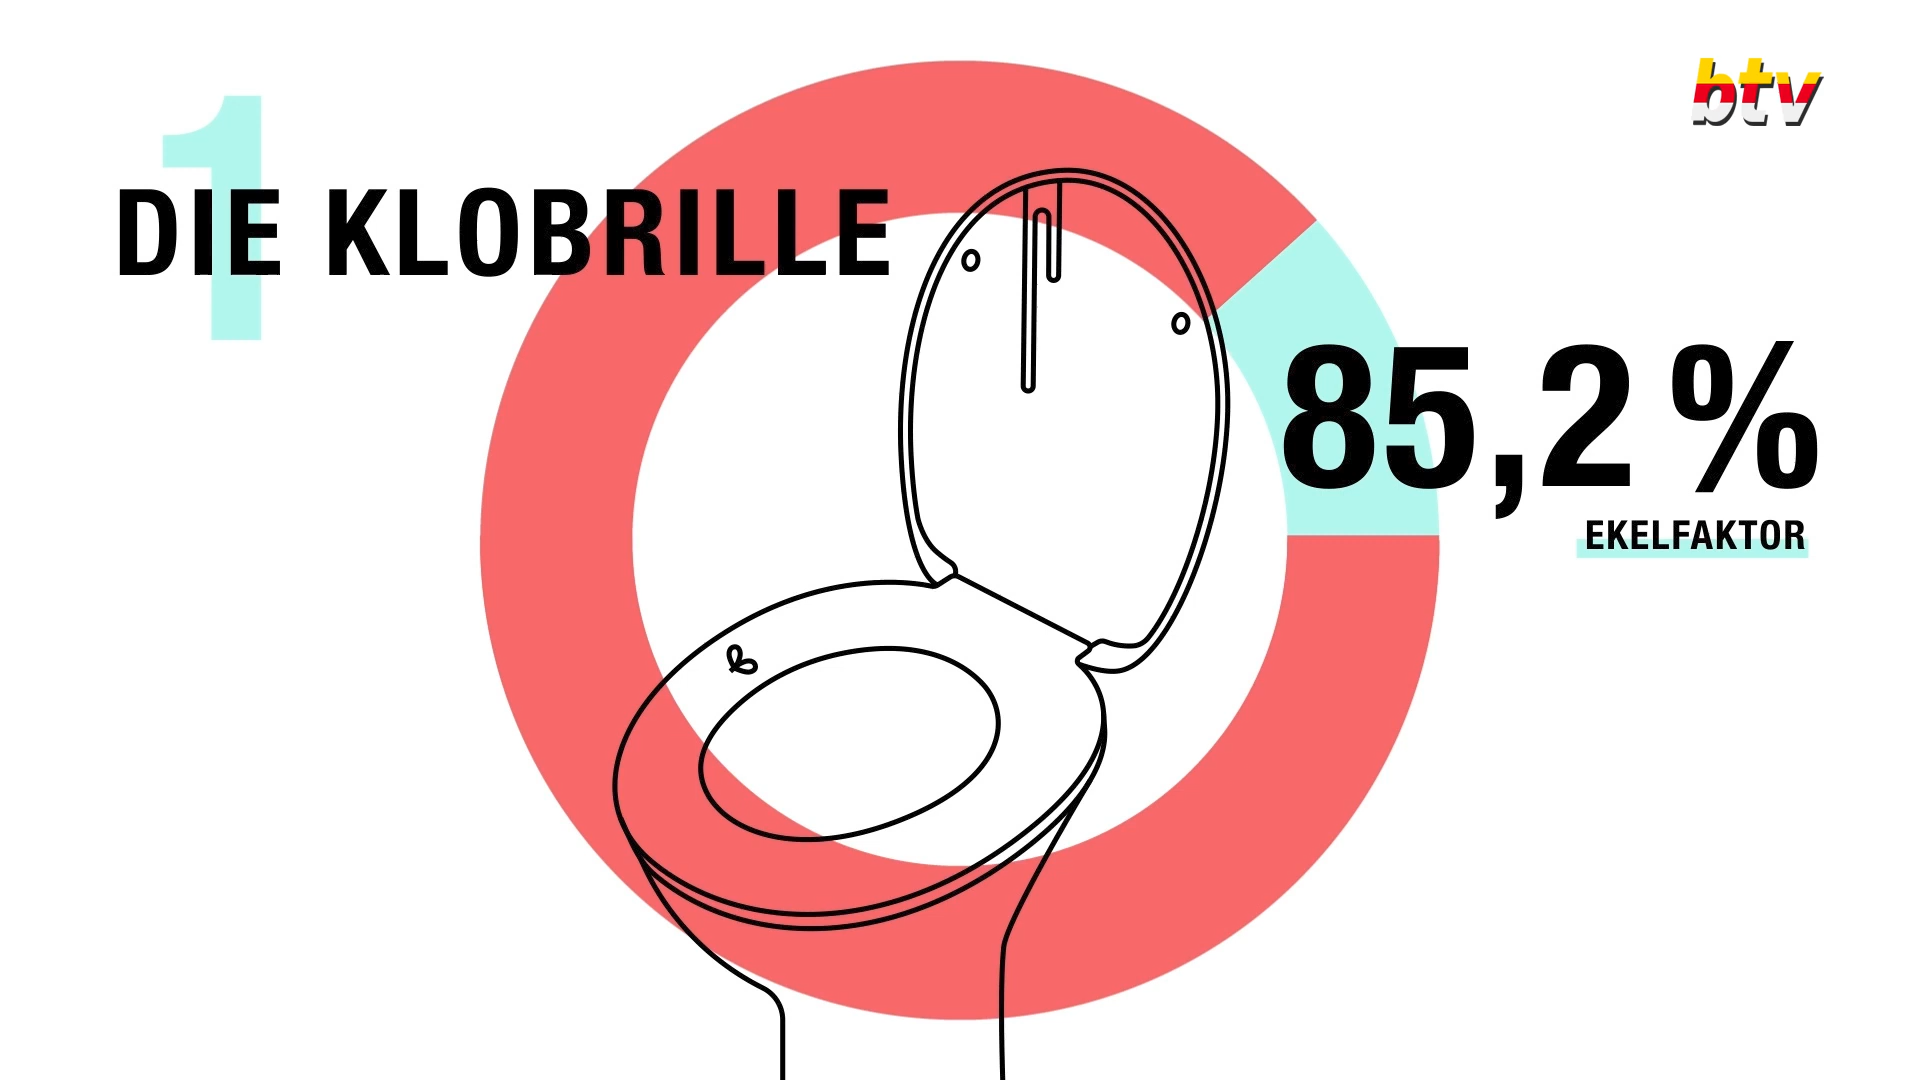 btv
1
DIE KLOBRILLE
85,2 %
EKELFAKTOR